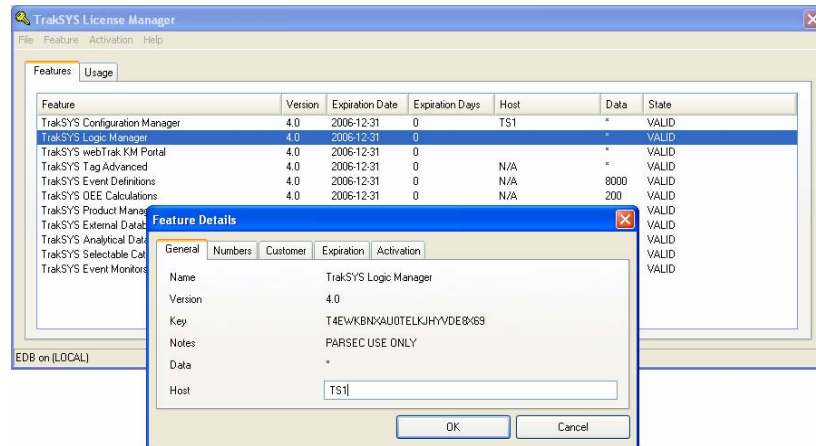 TrakSYS License Manager
File Feature Activation Help
Features Usage
Feature Version Expiration Date Expiration Days Host Data State
TrakSYS Configuration Manager 4.0 2006-12-31 0 TS1 * VALID
TrakSYS Logic Manager 4.0 2006-12-31 0 * VALID
TrakSYS webTrak KM Portal 4.0 2006-12-31 0 * VALID
TrakSYS Tag Advanced 4.0 2006-12-31 0 N/A * VALID
TrakSYS Event Definitions 4.0 2006-12-31 0 N/A 8000 VALID
TrakSYS OEE Calculations 4.0 2006-12-31 0 N/A 200 VALID
TrakSYS Product Manag VALID
TrakSYS External Datab VALID
TrakSYS Analytical Data VALID
TrakSYS Selectable Cat VALID
TrakSYS Event Monitors VALID
EDB on (LOCAL)
Feature Details
General Numbers Customer Expiration Activation
Name TrakSYS Logic Manager
Version 4.0
Key T4EWKBNXAU0TELKJHYVDE8X69
Notes PARSEC USE ONLY
Data *
Host TS1
OK Cancel